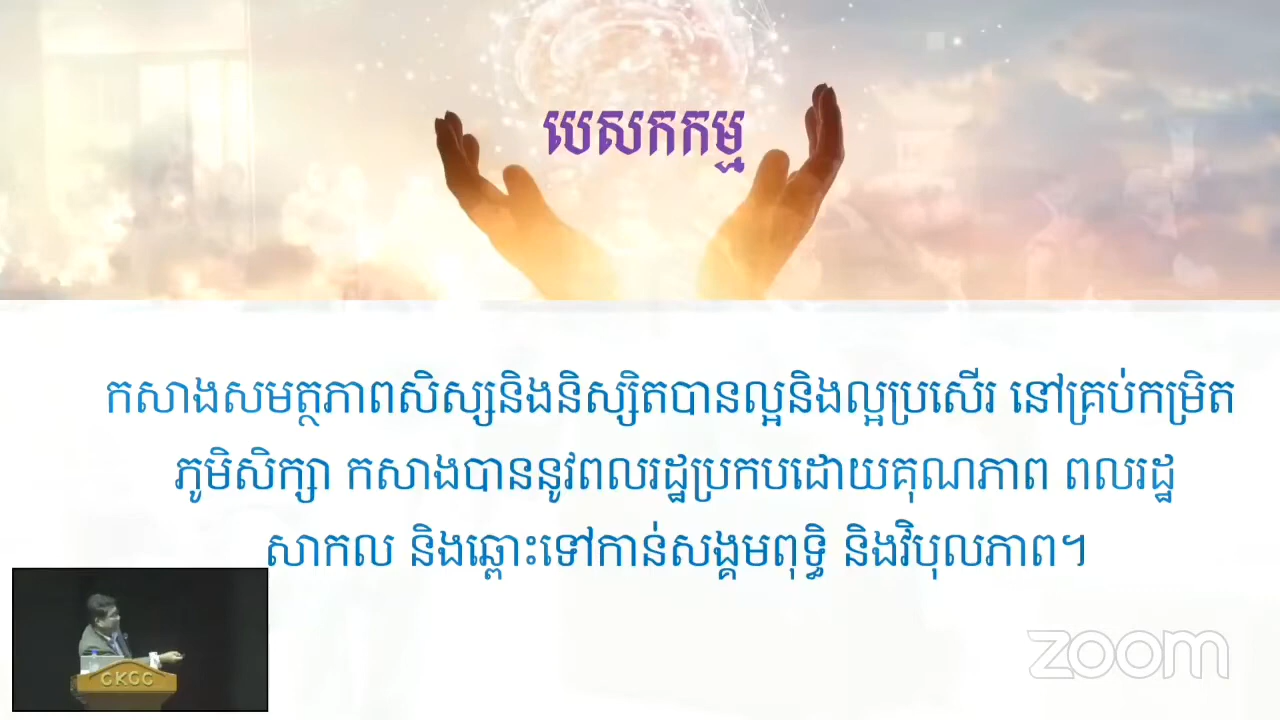 បេសកកម្ម
កសាងសមត្ថភាពសិស្សនិងនិស្សិតបានល្អនិងល្អប្រសើរ នៅគ្រប់កម្រិត
ភូមិសិក្សា កសាងបាននូវពលរដ្ឋប្រកបដោយគុណភាព ពលរដ្ឋ
សាកល និងឆ្ពោះទៅកាន់សង្គមពុទ្ធិ និងវិបុលភាព។
CKCC
zoom